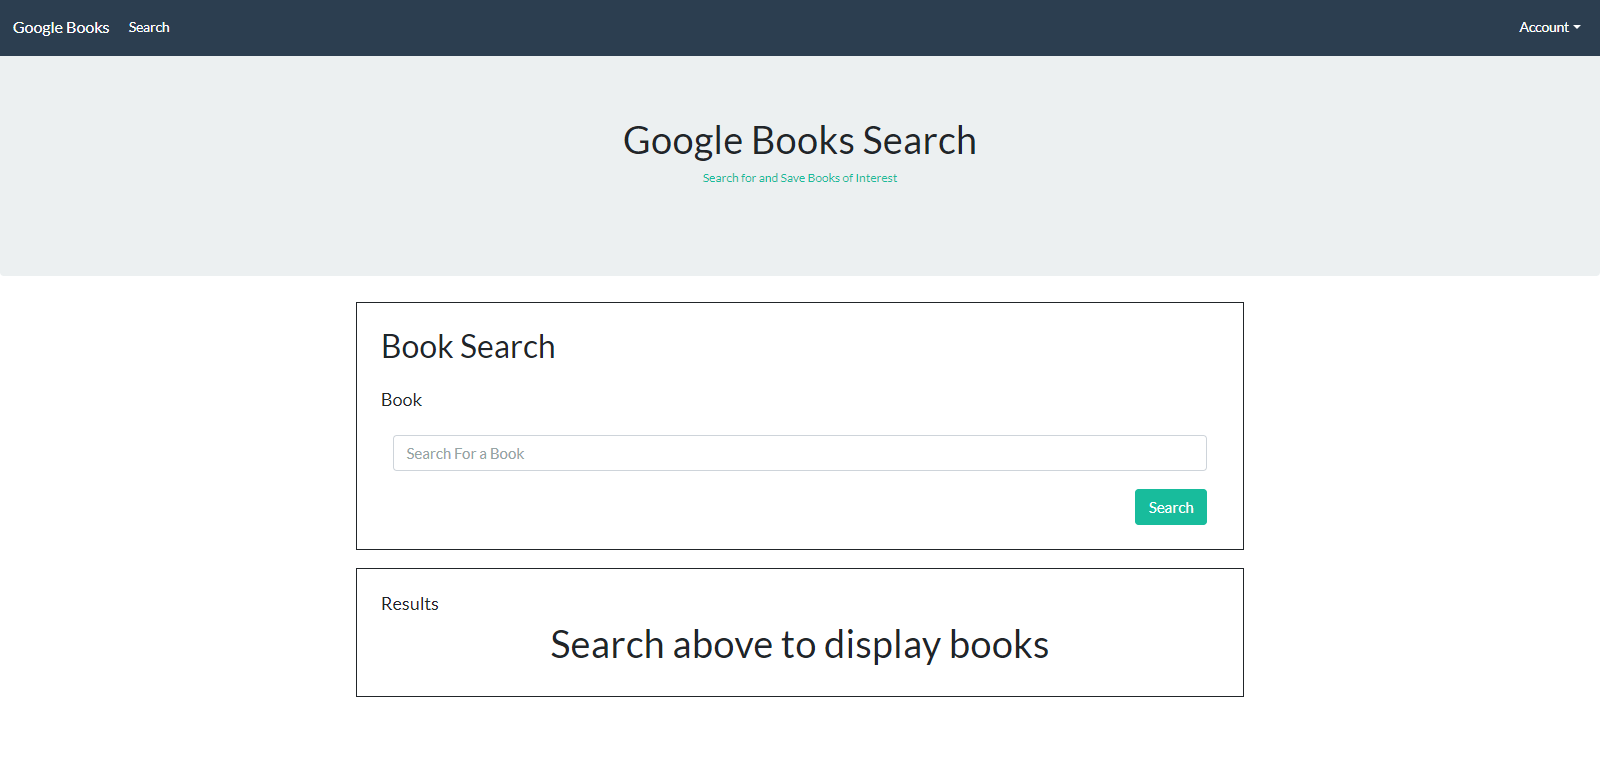 Google Books Search Account
Google Books Search
Search for and Save Books of Interest
Book Search
Book
Search For a Book
Search
Results
Search above to display books